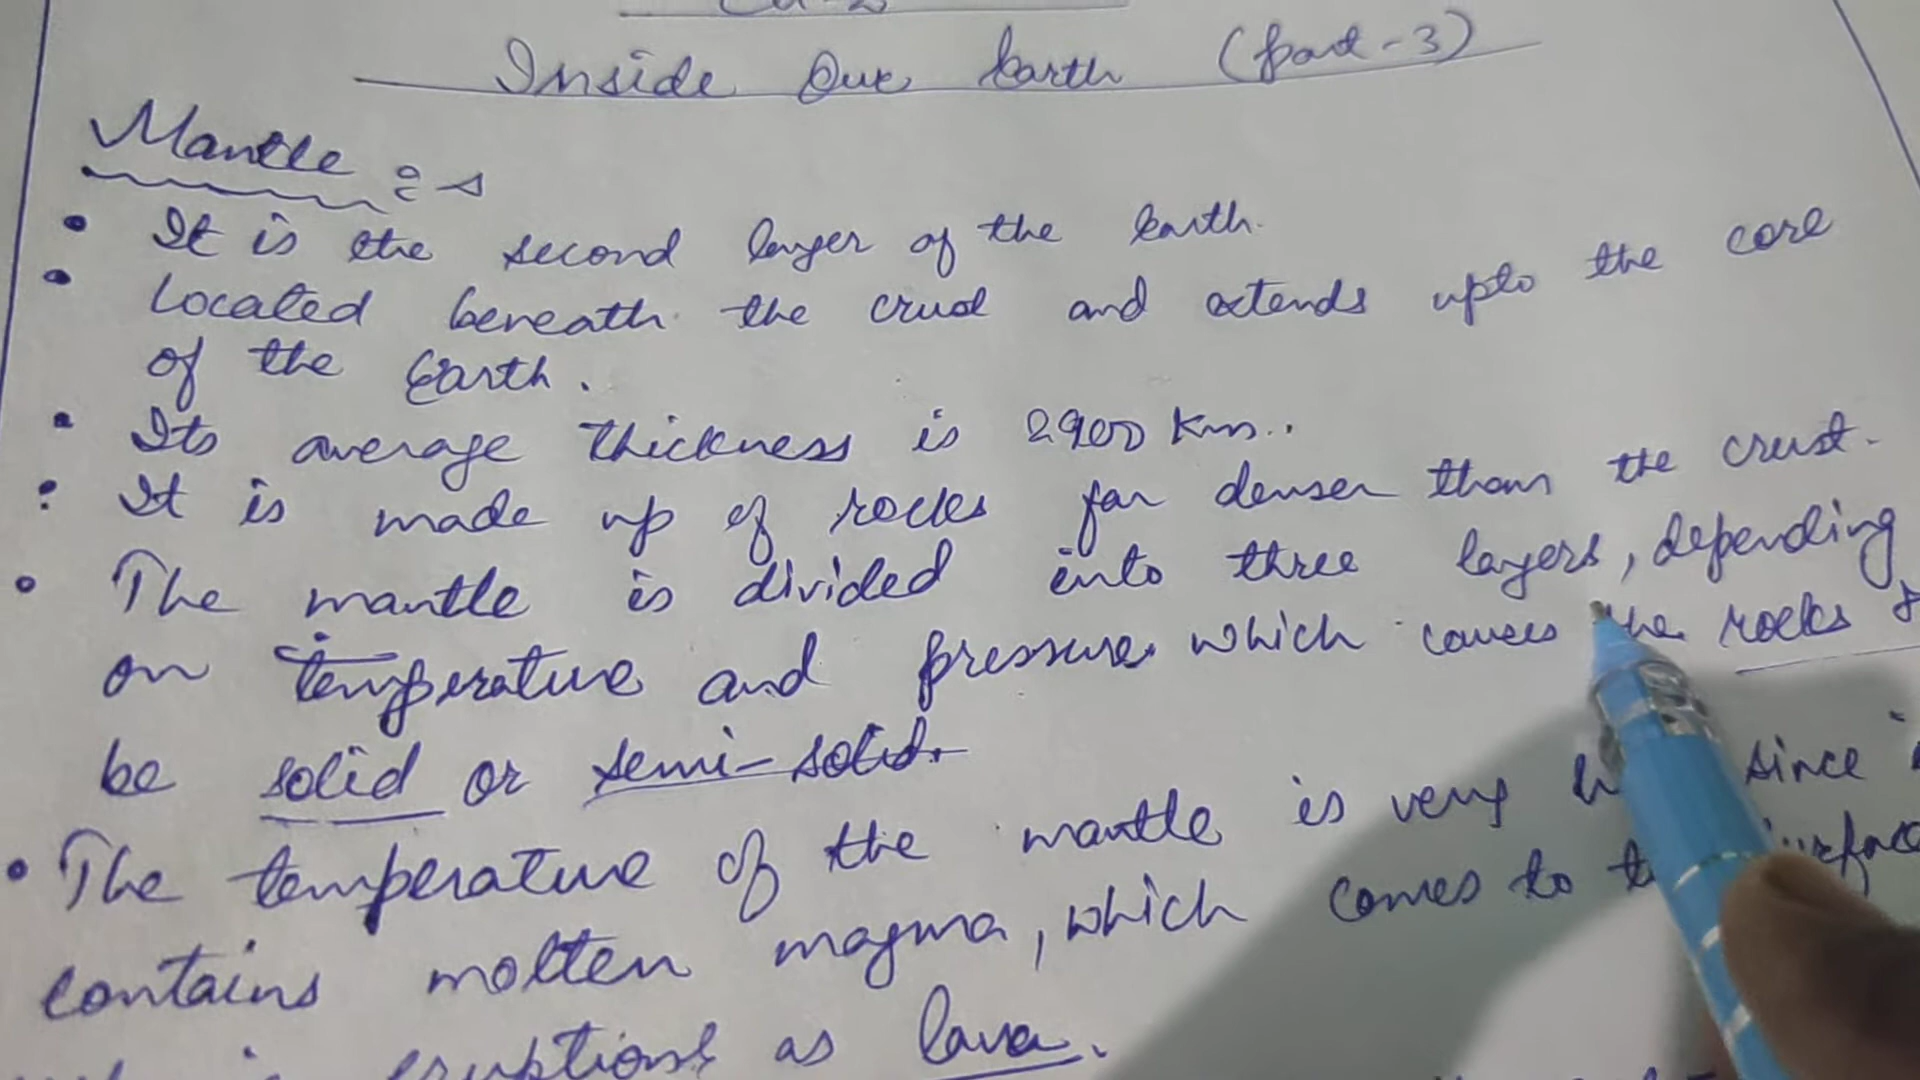 Ch-2
Inside Our Earth (part-3)
Mantle :-
• It is the second layer of the Earth.
• Located beneath the crust and extends upto the core
of the Earth.
• Its average thickness is 2900 Km.
• It is made up of rocks far denser than the crust.
• The mantle is divided into three layers, depending
on temperature and pressure which causes the rocks
be solid or semi-solid.
• The temperature of the mantle is very since
contains molten magma, which comes to surface
eruptions as lava.